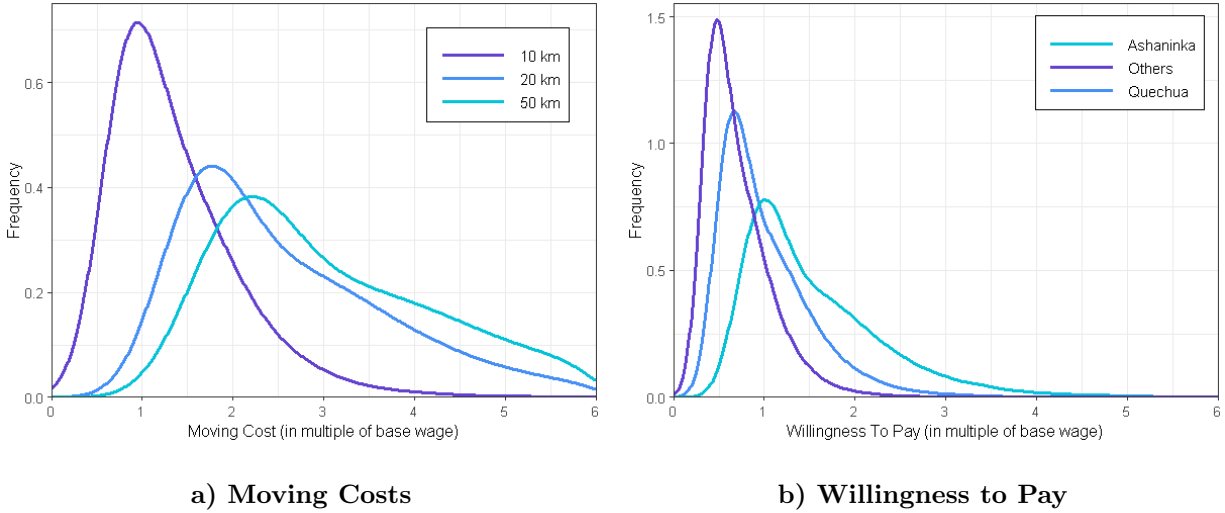 Frequency
0.6
0.4
0.2
0.0
0 1 2 3 4 5 6
Moving Cost (in multiple of base wage)
10 km
20 km
50 km
a) Moving Costs
Frequency
1.5
1.0
0.5
0.0
0 1 2 3 4 5 6
Willingness To Pay (in multiple of base wage)
Ashaninka
Others
Quechua
b) Willingness to Pay